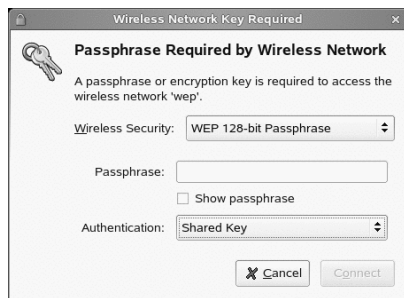 Wireless Network Key Required
Passphrase Required by Wireless Network
A passphrase or encryption key is required to access the
wireless network 'wep'.
Wireless Security: WEP 128-bit Passphrase
Passphrase:
Show passphrase
Authentication: Shared Key
Cancel Connect